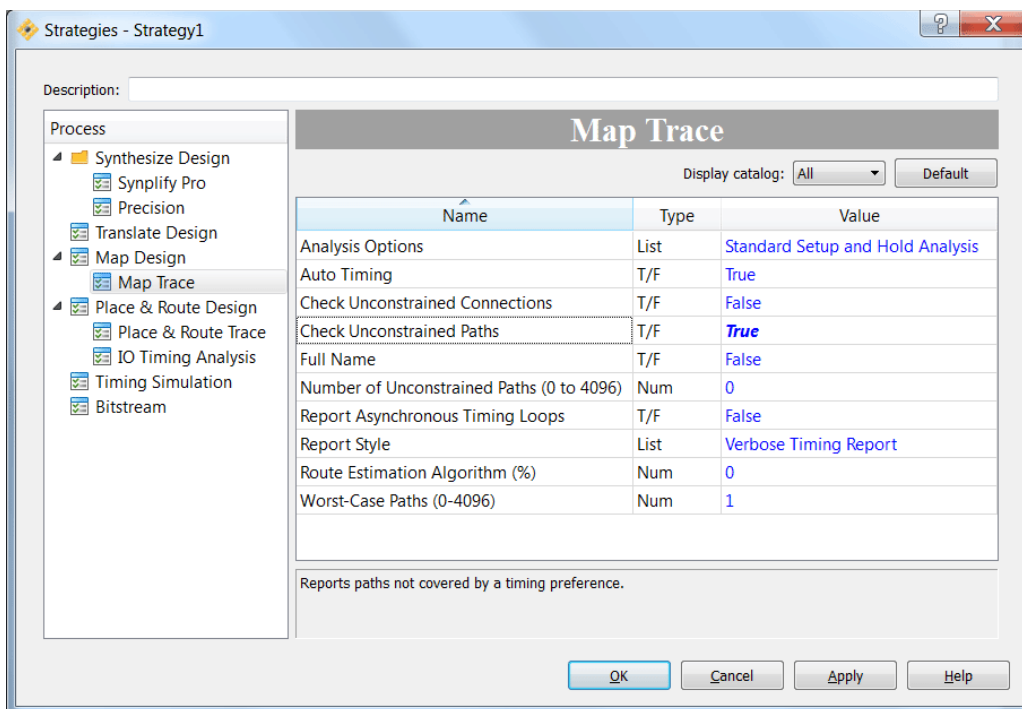 Strategies - Strategy1
?
X
Description:
Process
Synthesize Design
Synplify Pro
Precision
Translate Design
Map Design
Map Trace
Place & Route Design
Place & Route Trace
IO Timing Analysis
Timing Simulation
Bitstream
Map Trace
Display catalog: All Default
Name Type Value
Analysis Options List Standard Setup and Hold Analysis
Auto Timing T/F True
Check Unconstrained Connections T/F False
Check Unconstrained Paths T/F True
Full Name T/F False
Number of Unconstrained Paths (0 to 4096) Num 0
Report Asynchronous Timing Loops T/F False
Report Style List Verbose Timing Report
Route Estimation Algorithm (%) Num 0
Worst-Case Paths (0-4096) Num 1
Reports paths not covered by a timing preference.
OK Cancel Apply Help